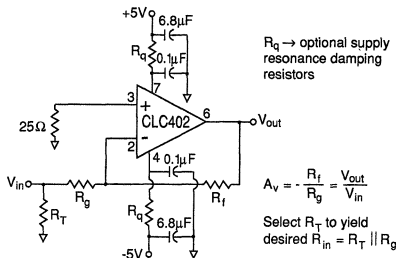 +5V
6.8µF
Rq
0.1µF
7
3
+
CLC402
6
Vout
25Ω
-
2
4
0.1µF
Vin
Rg
Rf
RT
Rq
6.8µF
-5V
Rq → optional supply
resonance damping
resistors
Av = - Rf / Rg = Vout / Vin
Select RT to yield
desired Rin = RT || Rg